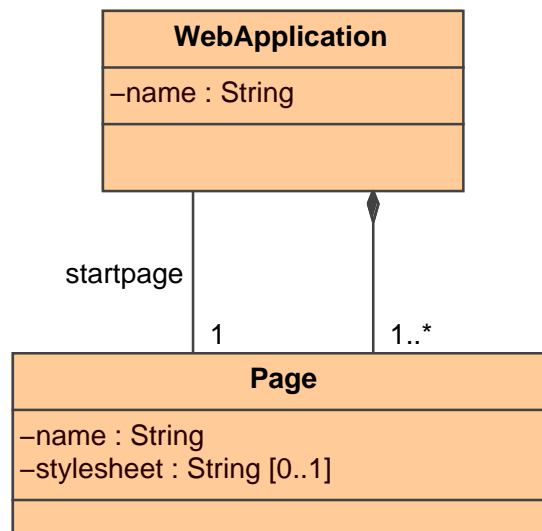 WebApplication
–name : String
startpage
1
1..*
Page
–name : String
–stylesheet : String [0..1]